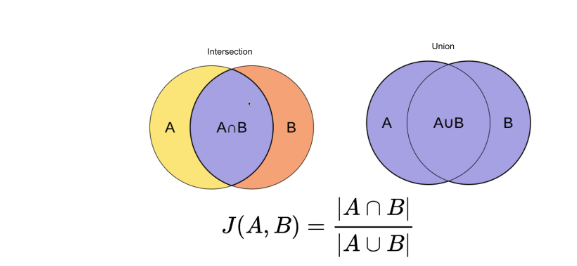 Intersection
Union
A A∩B B
A A∪B B
J(A, B) = |A ∩ B| / |A ∪ B|